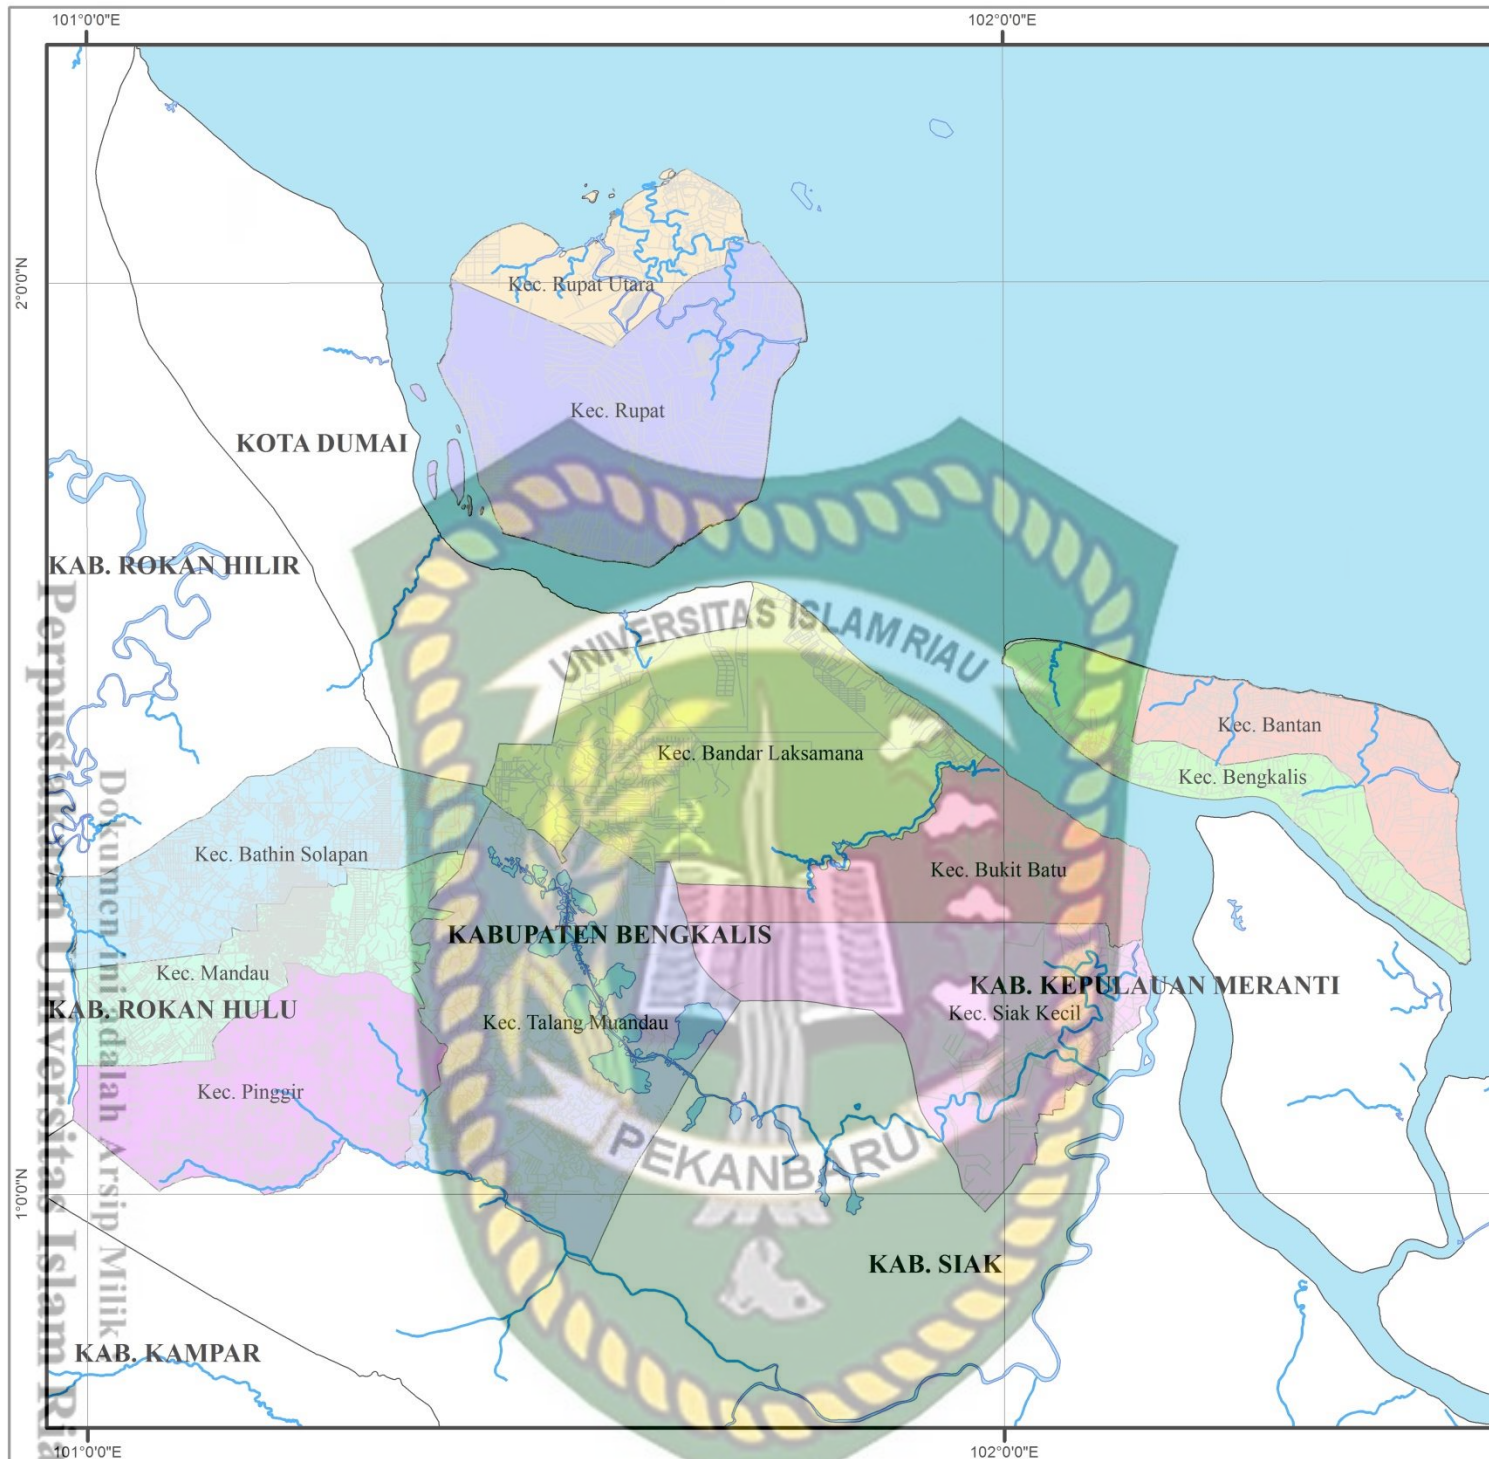 101°0'0"E
102°0'0"E
2°0'0"N
Kec. Rupat Utara
Kec. Rupat
KOTA DUMAI
KAB. ROKAN HILIR
UNIVERSITAS ISLAM RIAU
Kec. Bantan
Kec. Bandar Laksamana
Kec. Bengkalis
Kec. Bathin Solapan
Kec. Bukit Batu
KABUPATEN BENGKALIS
Kec. Mandau
KAB. KEPULAUAN MERANTI
KAB. ROKAN HULU
Kec. Siak Kecil
Kec. Talang Muandau
Kec. Pinggir
PEKANBARU
1°0'0"N
KAB. SIAK
KAB. KAMPAR
Dokumen ini adalah Arsip Milik
Perpustakaan Universitas Islam Ria
101°0'0"E
102°0'0"E